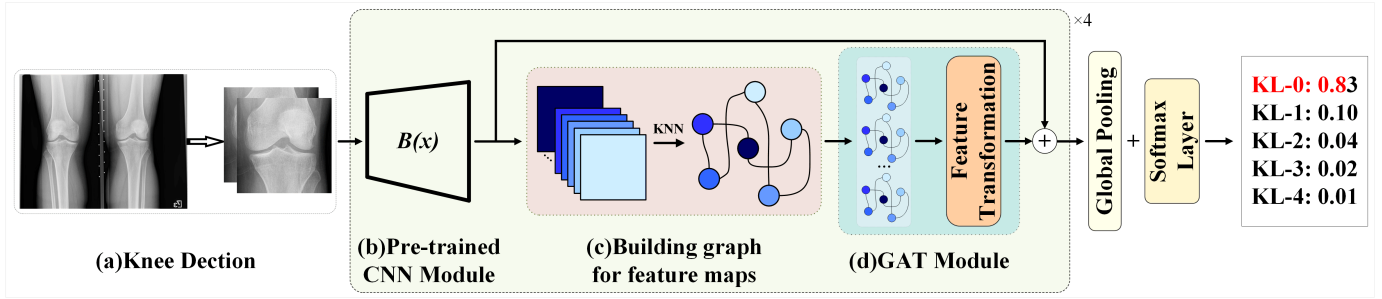 ×4
B(x)
KNN
...
...
Feature
Transformation
+
Global Pooling
+
Softmax
Layer
KL-0: 0.83
KL-1: 0.10
KL-2: 0.04
KL-3: 0.02
KL-4: 0.01
(a)Knee Dection
(b)Pre-trained
CNN Module
(c)Building graph
for feature maps
(d)GAT Module